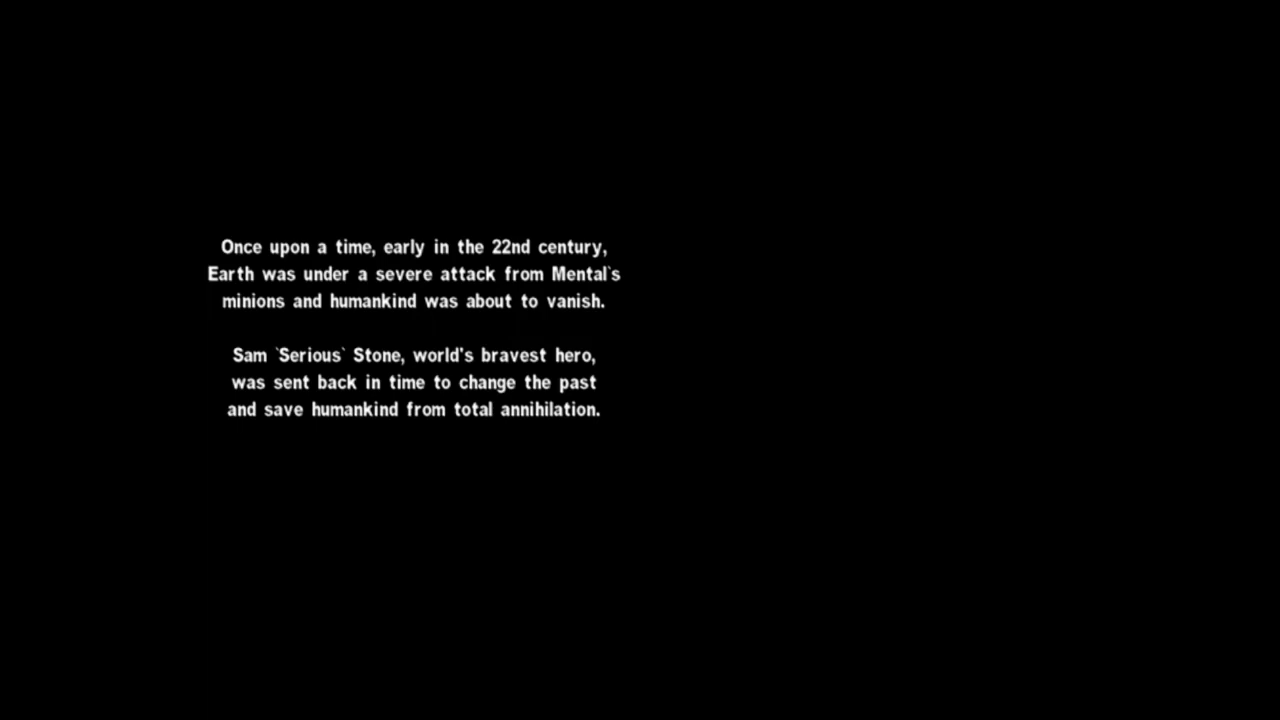 Once upon a time, early in the 22nd century,
Earth was under a severe attack from Mental`s
minions and humankind was about to vanish.
Sam `Serious` Stone, world's bravest hero,
was sent back in time to change the past
and save humankind from total annihilation.